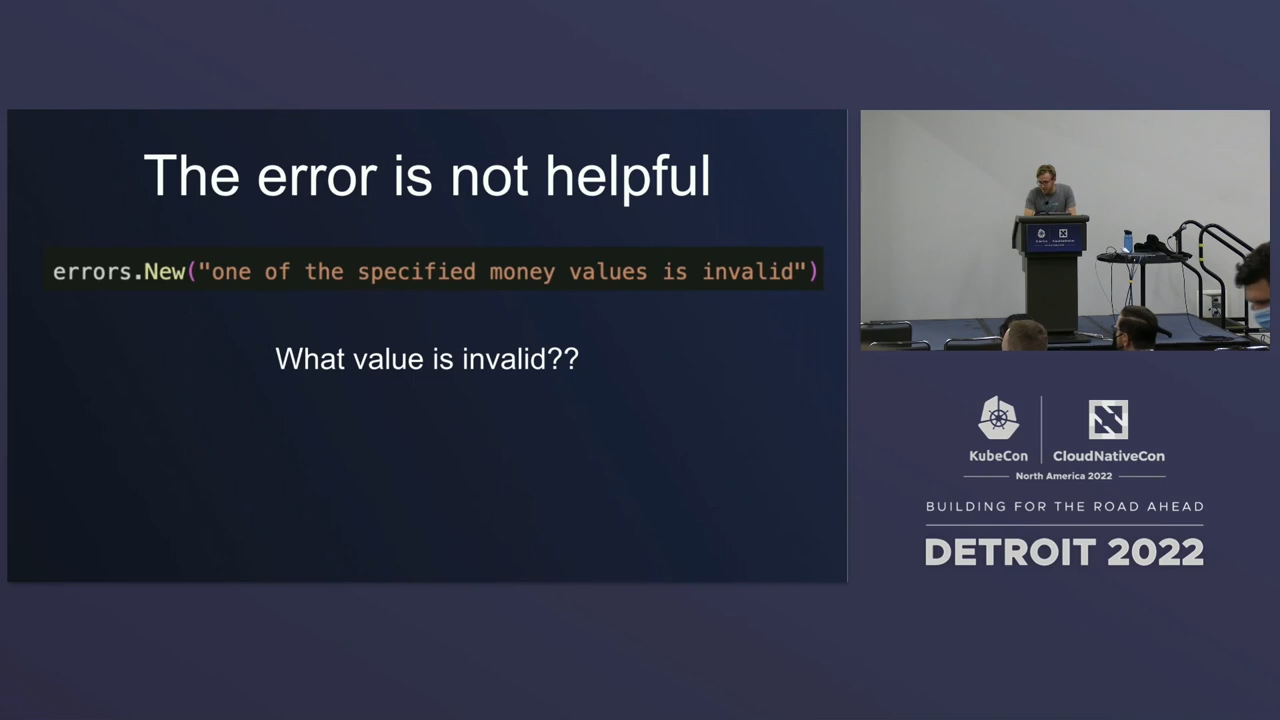 The error is not helpful
errors.New("one of the specified money values is invalid")
What value is invalid??
KubeCon
CloudNativeCon
North America 2022
BUILDING FOR THE ROAD AHEAD
DETROIT 2022